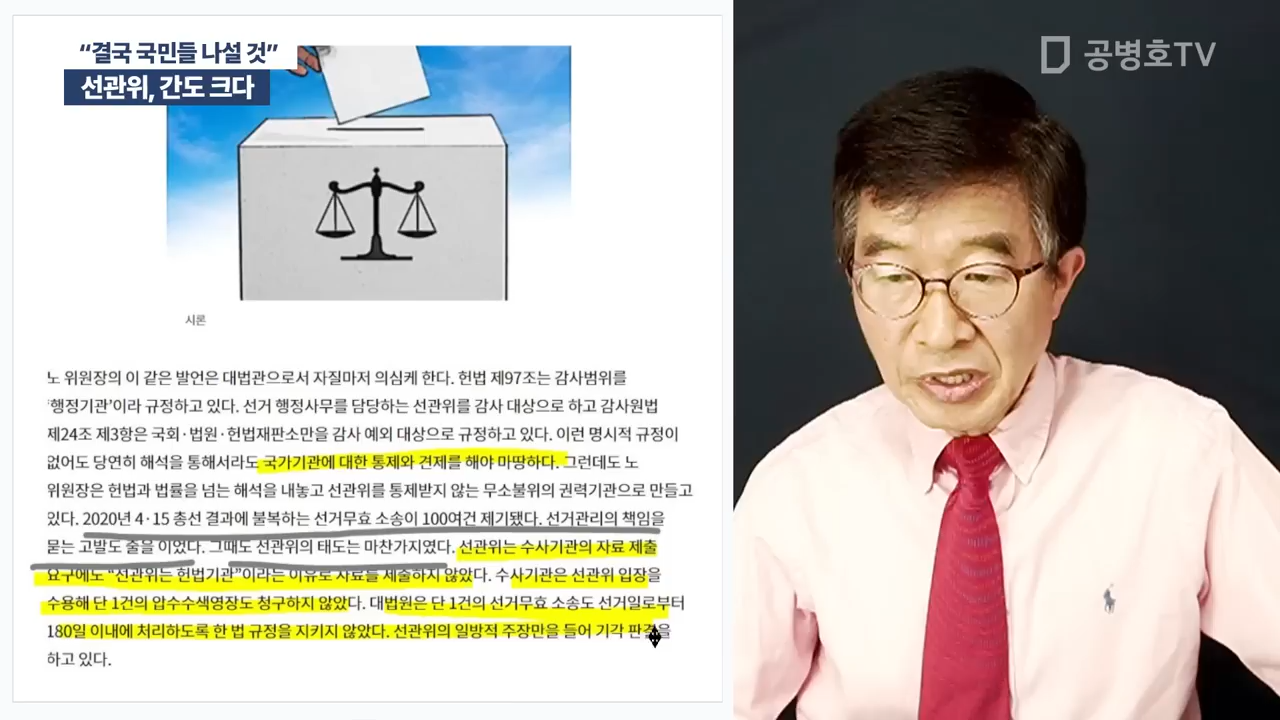 “결국 국민들 나설 것”
선관위, 간도 크다
공병호TV
시론
노 위원장의 이 같은 발언은 대법관으로서 자질마저 의심케 한다. 헌법 제97조는 감사범위를
‘행정기관’이라 규정하고 있다. 선거 행정사무를 담당하는 선관위를 감사 대상으로 하고 감사원법
제24조 제3항은 국회·법원·헌법재판소만을 감사 예외 대상으로 규정하고 있다. 이런 명시적 규정이
없어도 당연히 해석을 통해서라도 국가기관에 대한 통제와 견제를 해야 마땅하다. 그런데도 노
위원장은 헌법과 법률을 넘는 해석을 내놓고 선관위를 통제받지 않는 무소불위의 권력기관으로 만들고
있다. 2020년 4·15 총선 결과에 불복하는 선거무효 소송이 100여건 제기됐다. 선거관리의 책임을
묻는 고발도 줄을 이었다. 그때도 선관위의 태도는 마찬가지였다. 선관위는 수사기관의 자료 제출
요구에도 “선관위는 헌법기관”이라는 이유로 자료를 제출하지 않았다. 수사기관은 선관위 입장을
수용해 단 1건의 압수수색영장도 청구하지 않았다. 대법원은 단 1건의 선거무효 소송도 선거일로부터
180일 이내에 처리하도록 한 법 규정을 지키지 않았다. 선관위의 일방적 주장만을 들어 기각 판결을
하고 있다.